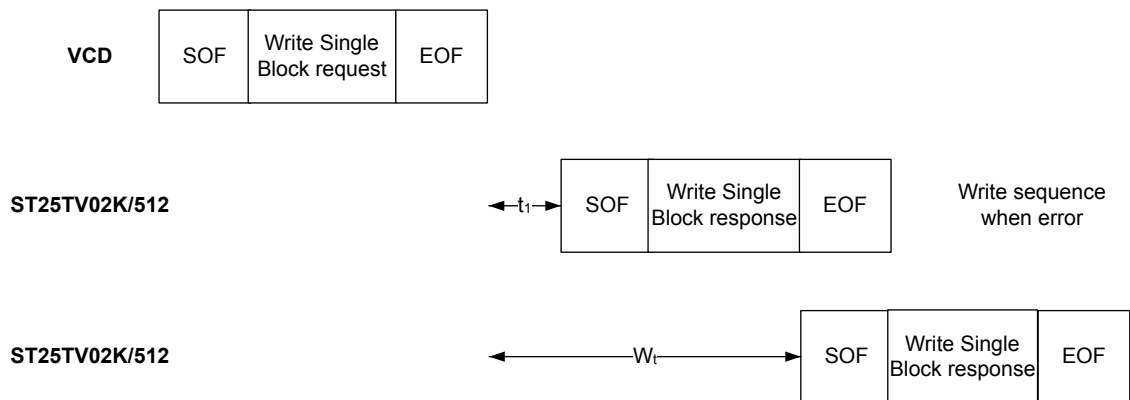 VCD
SOF
Write Single
Block request
EOF
ST25TV02K/512
t1
SOF
Write Single
Block response
EOF
Write sequence
when error
ST25TV02K/512
Wt
SOF
Write Single
Block response
EOF